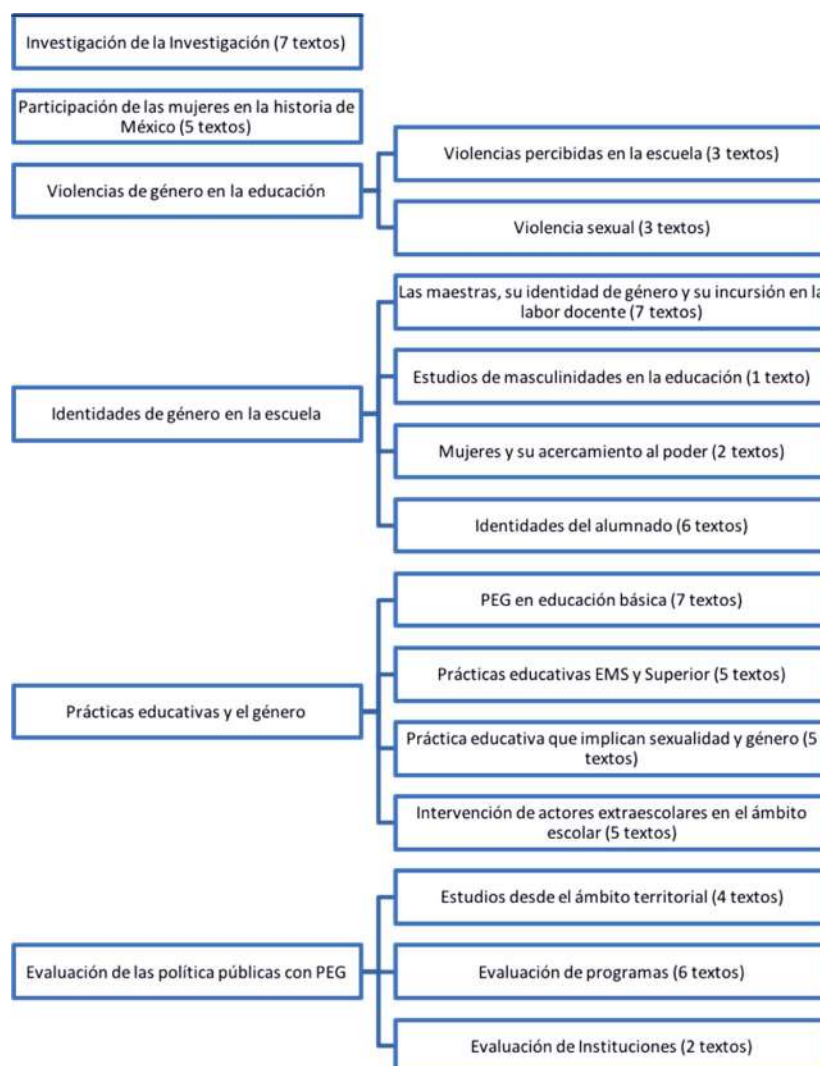 Investigación de la Investigación (7 textos)
Participación de las mujeres en la historia de
México (5 textos)
Violencias de género en la educación
Violencias percibidas en la escuela (3 textos)
Violencia sexual (3 textos)
Identidades de género en la escuela
Las maestras, su identidad de género y su incursión en la
labor docente (7 textos)
Estudios de masculinidades en la educación (1 texto)
Mujeres y su acercamiento al poder (2 textos)
Identidades del alumnado (6 textos)
Prácticas educativas y el género
PEG en educación básica (7 textos)
Prácticas educativas EMS y Superior (5 textos)
Práctica educativa que implican sexualidad y género (5
textos)
Intervención de actores extraescolares en el ámbito
escolar (5 textos)
Evaluación de las política públicas con PEG
Estudios desde el ámbito territorial (4 textos)
Evaluación de programas (6 textos)
Evaluación de Instituciones (2 textos)